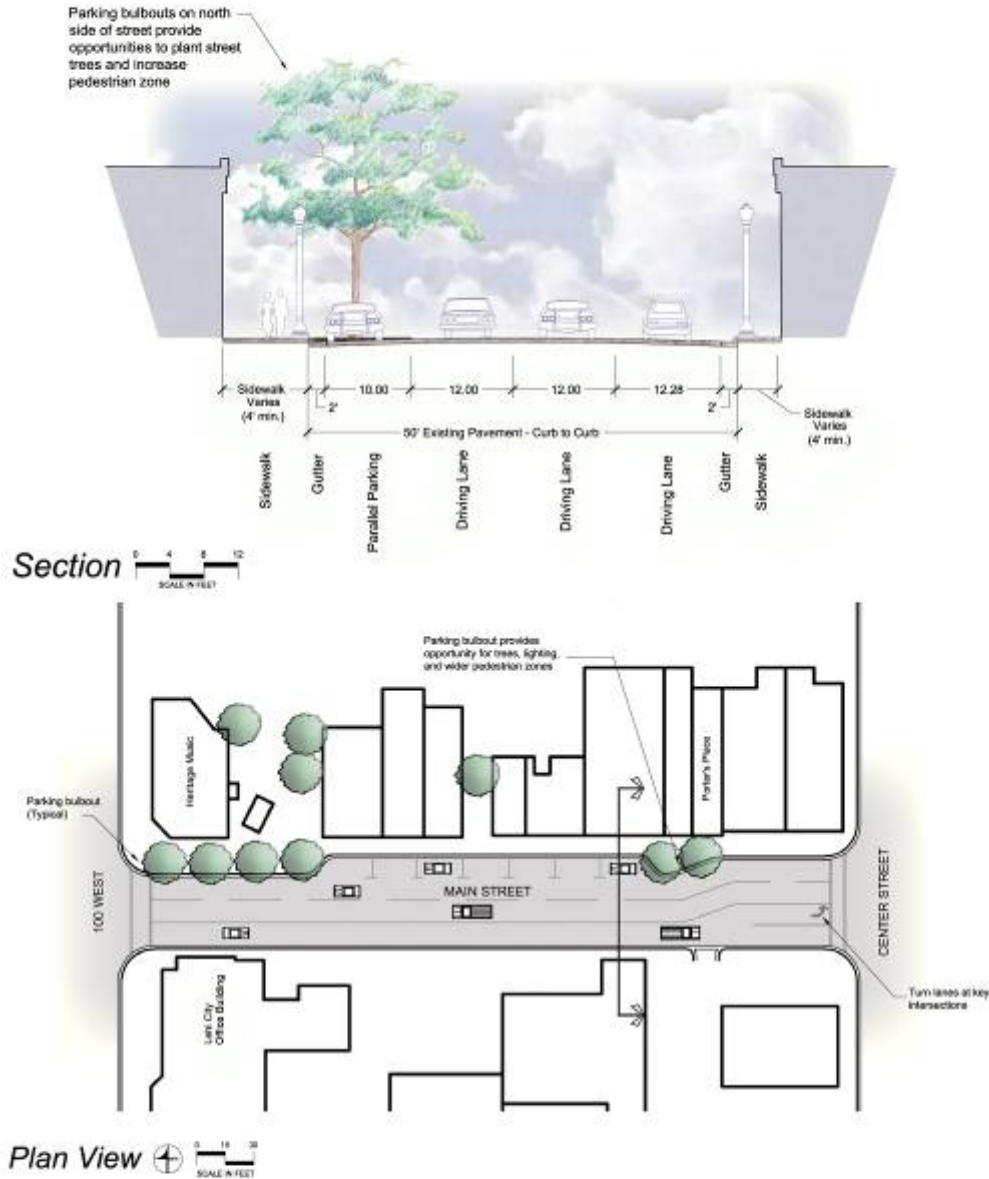 Parking bulbouts on north
side of street provide
opportunities to plant street
trees and increase
pedestrian zone
Sidewalk
Varies
(4' min.)
2'
10.00
12.00
12.00
12.28
2'
Sidewalk
Varies
(4' min.)
50' Existing Pavement - Curb to Curb
Sidewalk
Gutter
Parallel Parking
Driving Lane
Driving Lane
Driving Lane
Gutter
Sidewalk
Section
0 4 8 12
SCALE IN FEET
Parking bulbout provides
opportunity for trees, lighting,
and wider pedestrian zones
Heritage Music
Porter's Place
Parking bulbout
(Typical)
MAIN STREET
100 WEST
CENTER STREET
Lehi City
Office Building
Turn lanes at key
intersections
Plan View
SCALE IN FEET